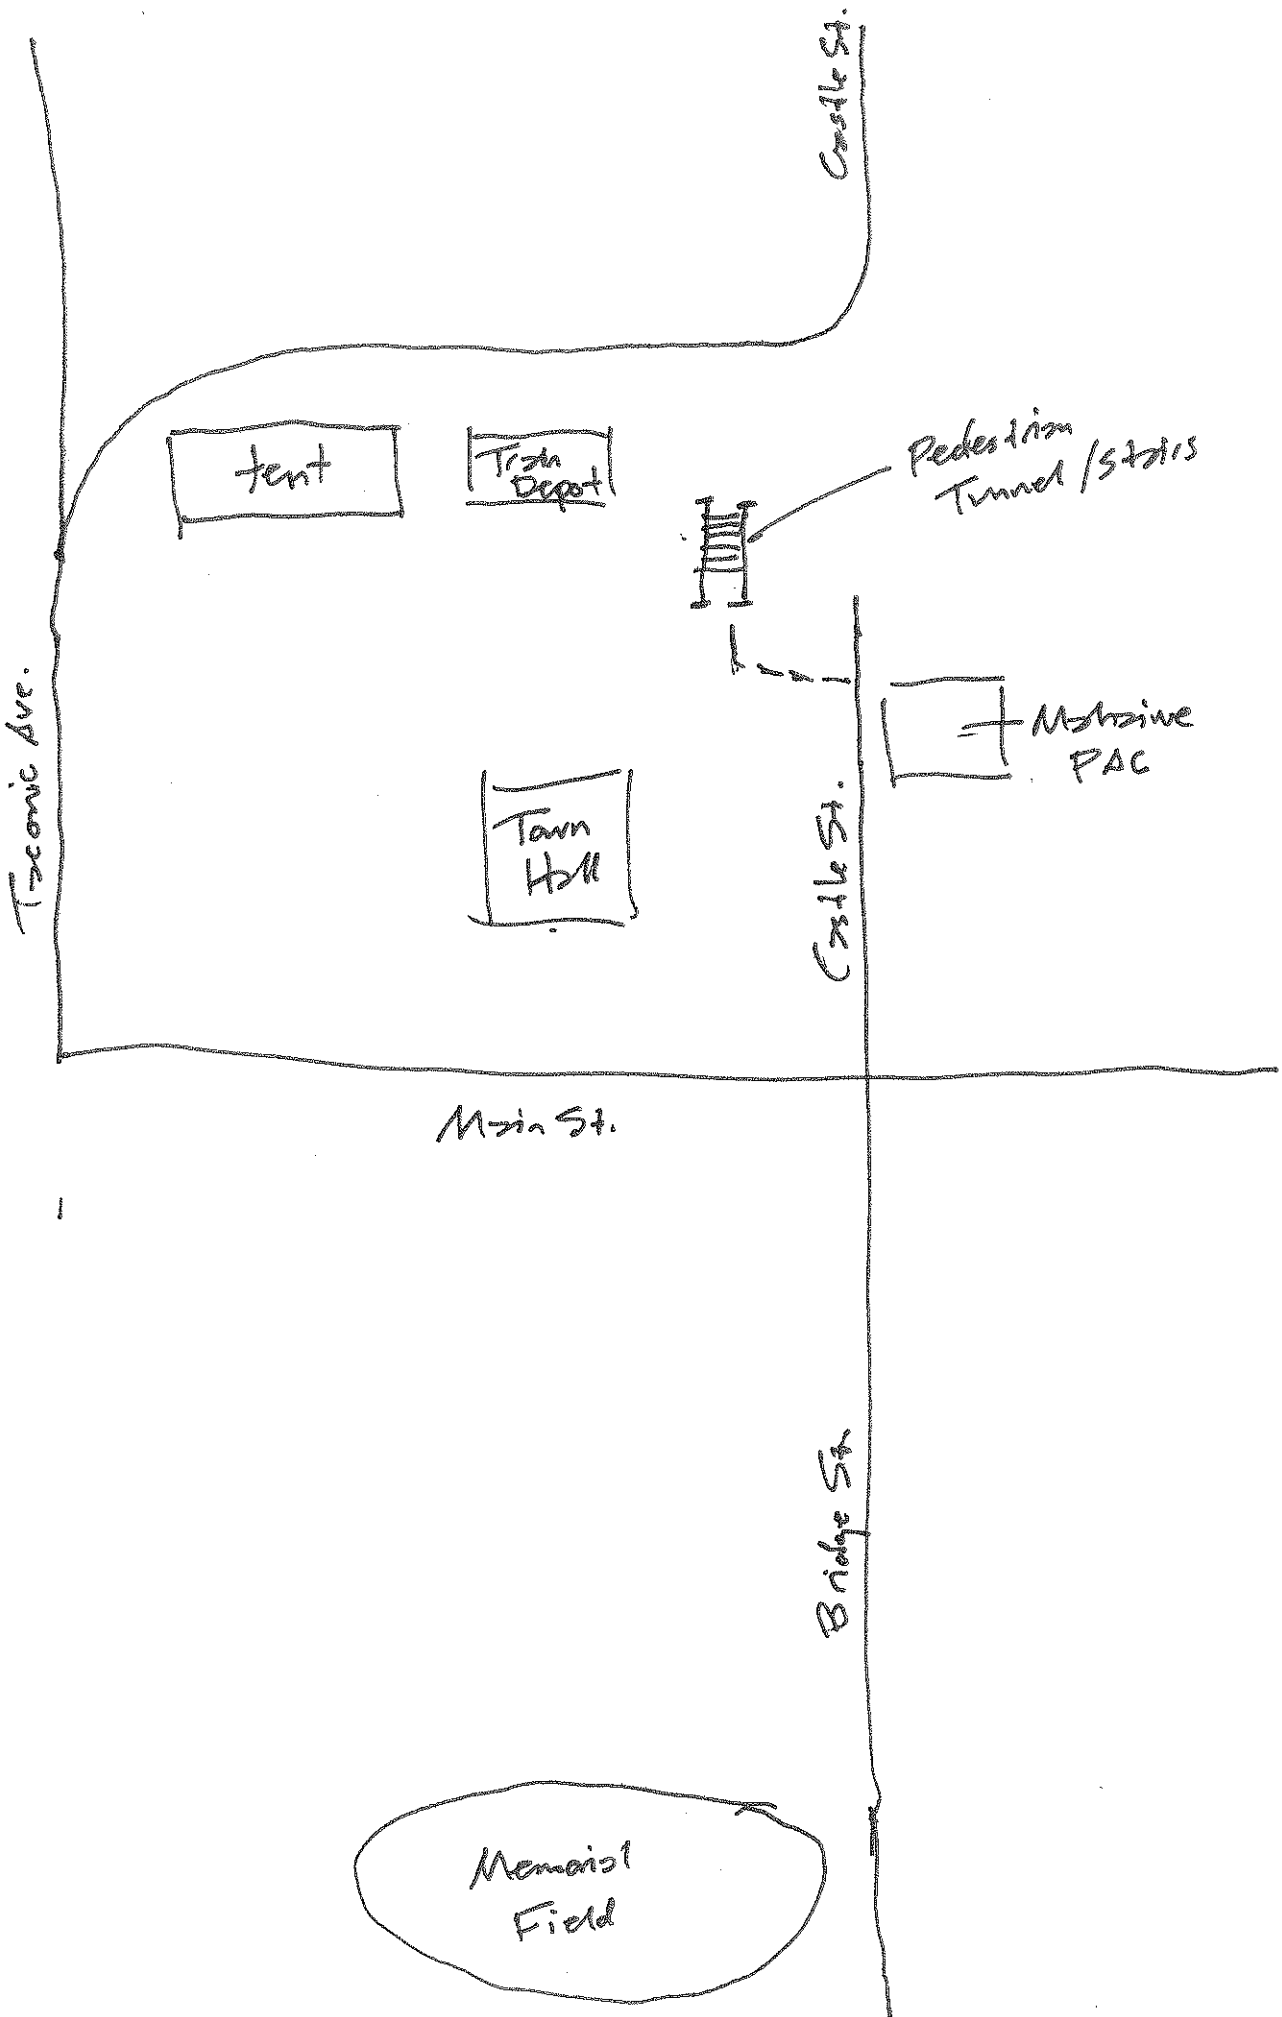 Castle St.
tent
Train
Depot
Pedestrian
Tunnel / Stairs
Taconic Ave.
Mahaiwe
PAC
Town
Hall
Castle St.
Main St.
Bridge St.
Memorial
Field